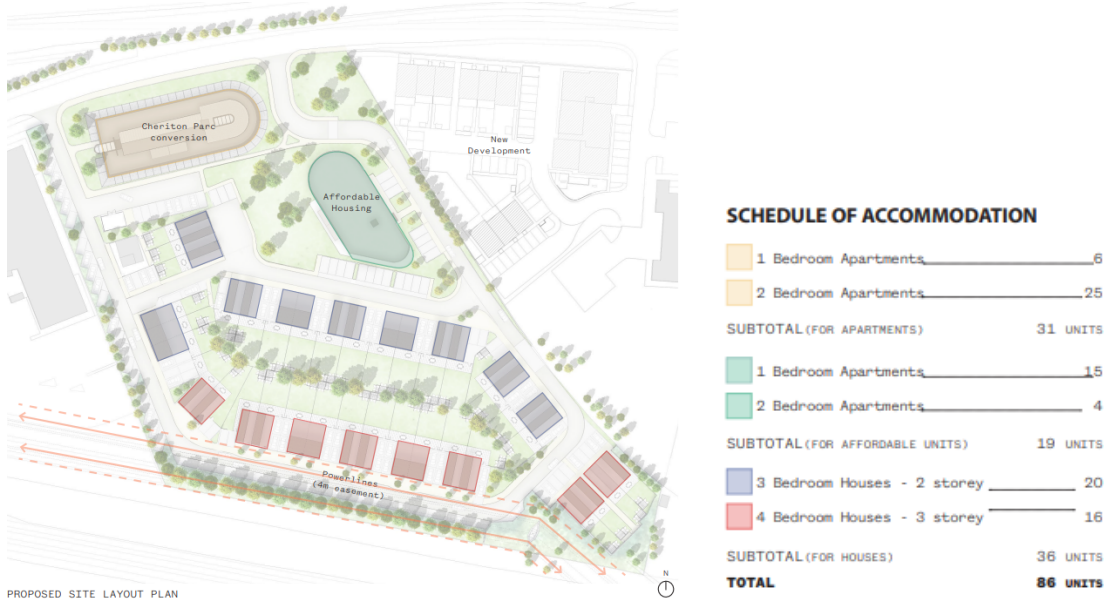 Cheriton Parc
conversion
New
Development
Affordable
Housing
Powerlines
(4m easement)
N
PROPOSED SITE LAYOUT PLAN
SCHEDULE OF ACCOMMODATION
1 Bedroom Apartments 6
2 Bedroom Apartments 25
SUBTOTAL (FOR APARTMENTS) 31 UNITS
1 Bedroom Apartments 15
2 Bedroom Apartments 4
SUBTOTAL (FOR AFFORDABLE UNITS) 19 UNITS
3 Bedroom Houses - 2 storey 20
4 Bedroom Houses - 3 storey 16
SUBTOTAL (FOR HOUSES) 36 UNITS
TOTAL 86 UNITS